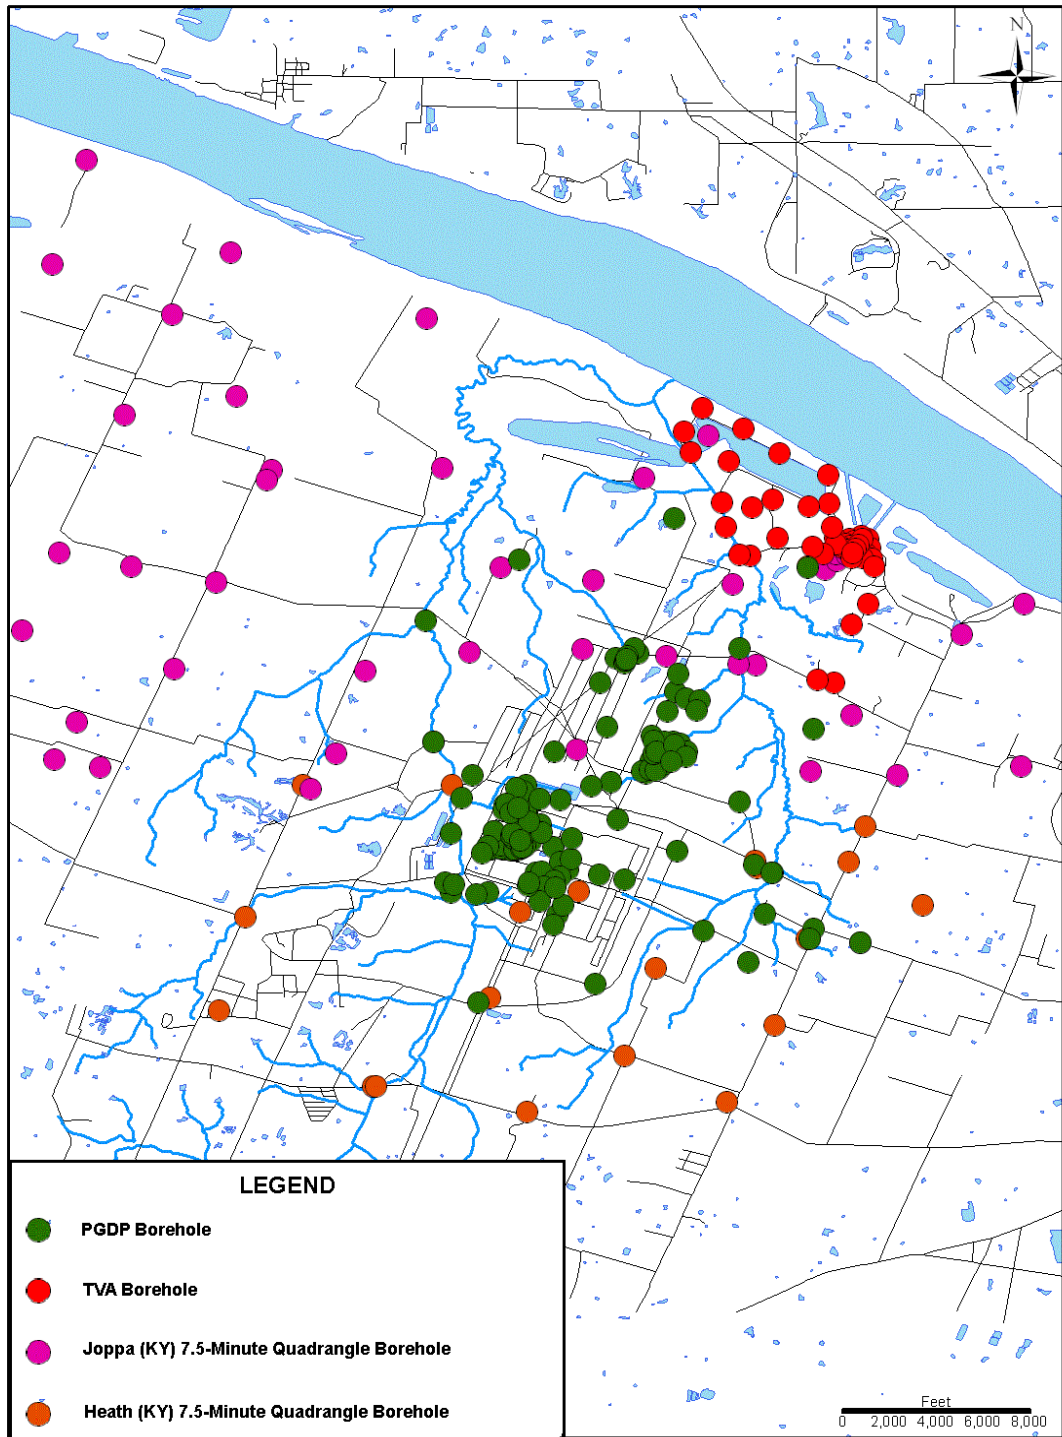 N
LEGEND
PGDP Borehole
TVA Borehole
Joppa (KY) 7.5-Minute Quadrangle Borehole
Heath (KY) 7.5-Minute Quadrangle Borehole
Feet
0 2,000 4,000 6,000 8,000